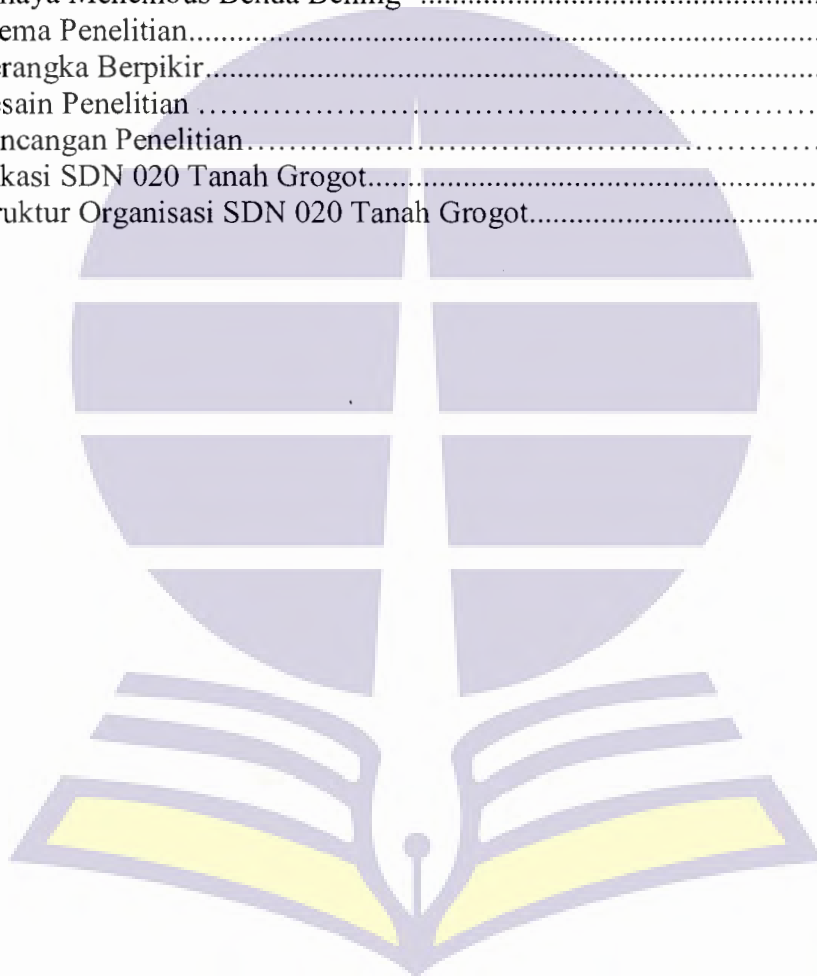 Benda Bening
ema Penelitian
erangka Berpikir
sain Penelitian
ncangan Penelitian
kasi SDN 020 Tanah Grogot
ruktur Organisasi SDN 020 Tanah Grogot